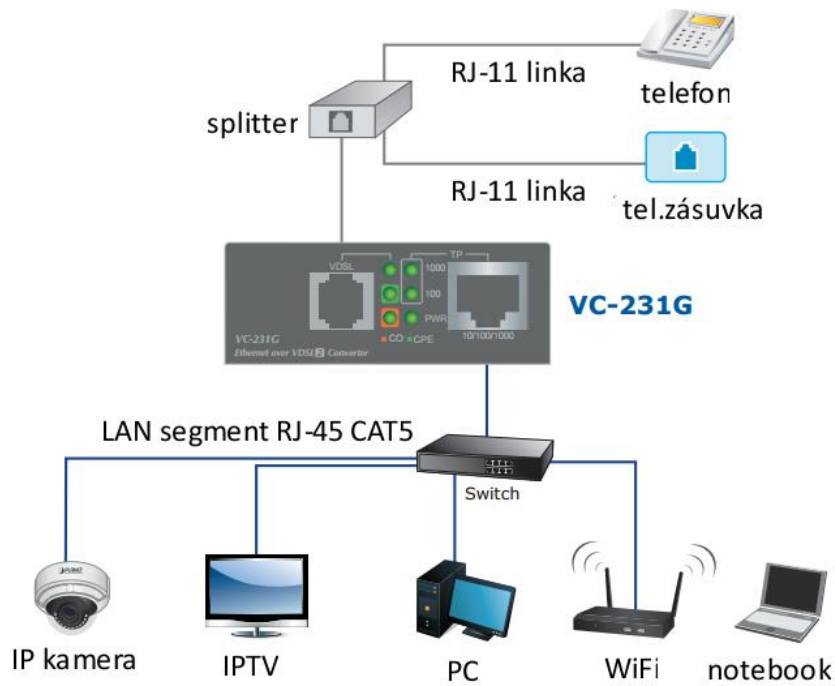 RJ-11 linka
telefon
splitter
RJ-11 linka
tel.zásuvka
TP
VDSL
1000
100
PWR
VC-231G
CO CPE
10/100/1000
Ethernet over VDSL2 Converter
VC-231G
LAN segment RJ-45 CAT5
Switch
PLANET
IP kamera
IPTV
PC
WiFi
notebook